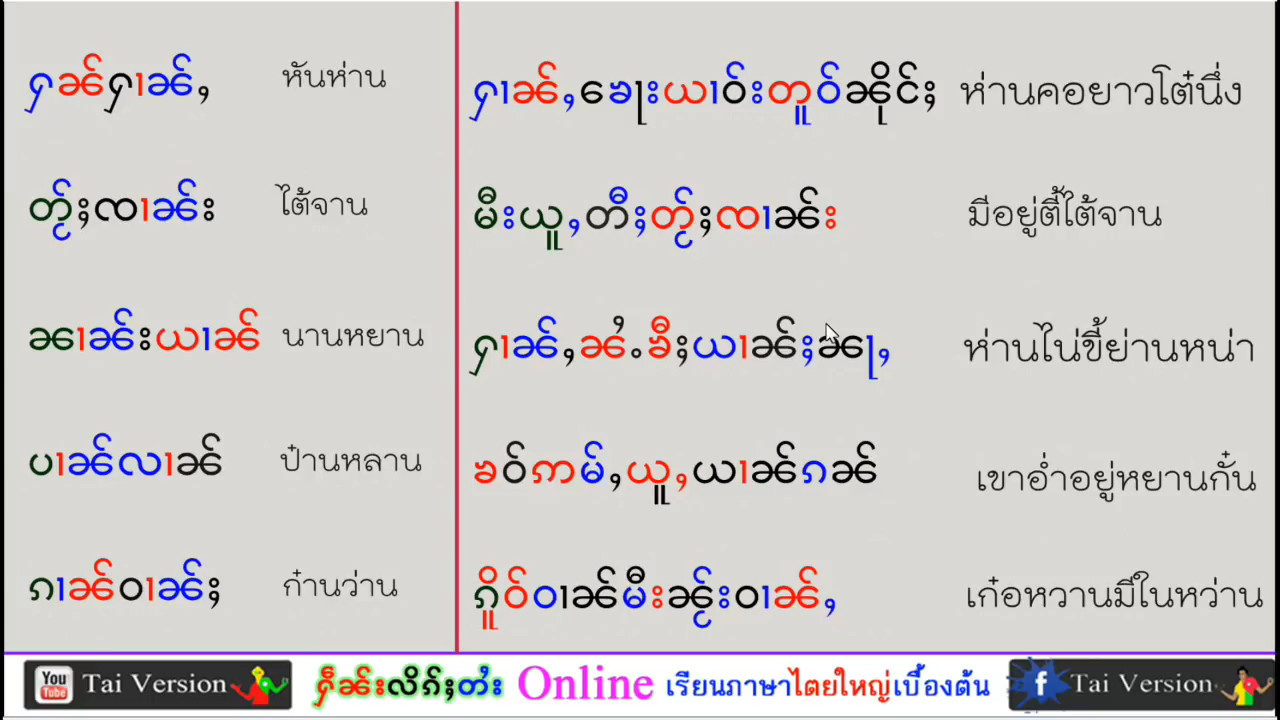 ႁၼ်ႁၢၼ်ႇ
หันห่าน
တႂ်ႈၸၢၼ်း
ไต้จาน
ၼၢၼ်းယၢၼ်
นานหยาน
ပၢၼ်လၢၼ်
ป๋านหลาน
ၵၢၼ်ဝၢၼ်ႈ
ก๋านว่าน
ႁၢၼ်ႇၶေႃးယၢဝ်းတူဝ်ၼိုင်ႈ
ห่านคอยาวโต๋นึ่ง
မီးယူႇတီႈတႂ်ႈၸၢၼ်း
มีอยู่ตี้ไต้จาน
ႁၢၼ်ႇၼႆႉၶီႈယၢၼ်ႈၼႃႇ
ห่านไน่ขี้ย่านหน่า
ၶဝ်ဢမ်ႇယူႇယၢၼ်ၵၼ်
เขาอ่ำอยู่หยานกั๋น
ၵိူဝ်ဝၢၼ်မီးၼႂ်းဝၢၼ်ႇ
เก๋อหวานมีในหว่าน
You Tube Tai Version
ႁဵၼ်းလိၵ်ႈတႆး Online เรียนภาษาไตยใหญ่เบื้องต้น
f Tai Version